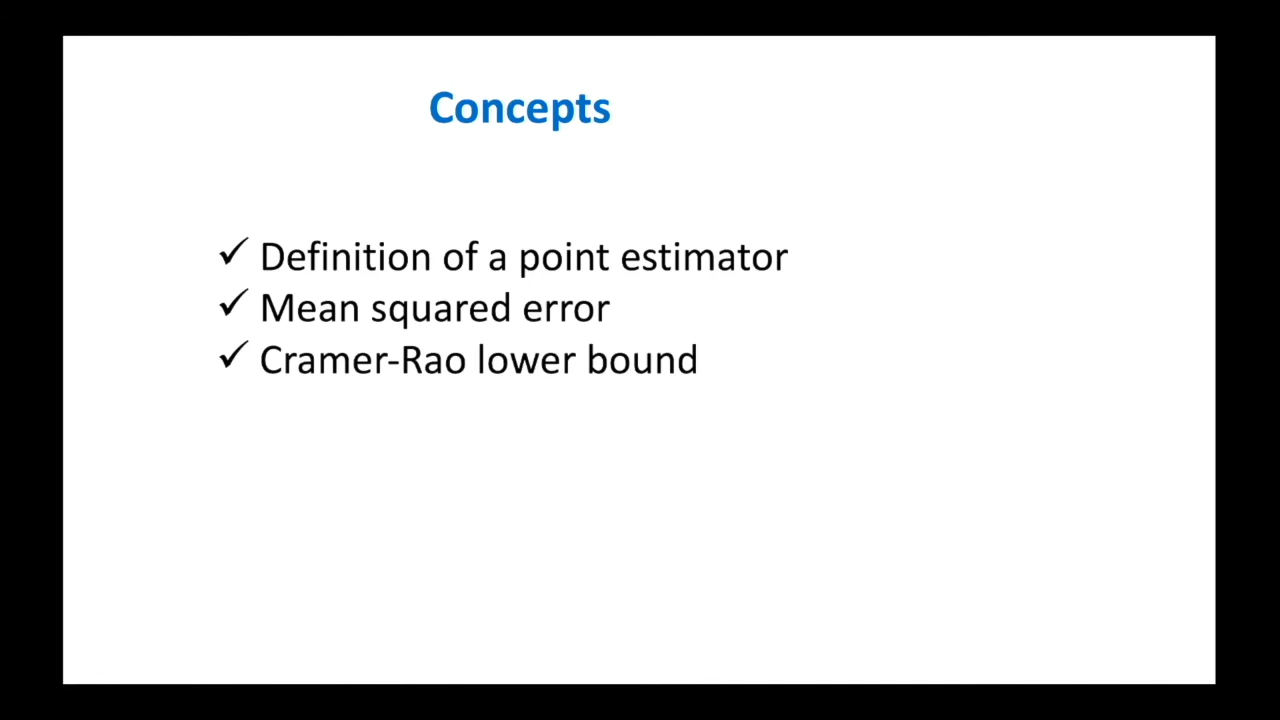 Concepts
✓ Definition of a point estimator
✓ Mean squared error
✓ Cramer-Rao lower bound